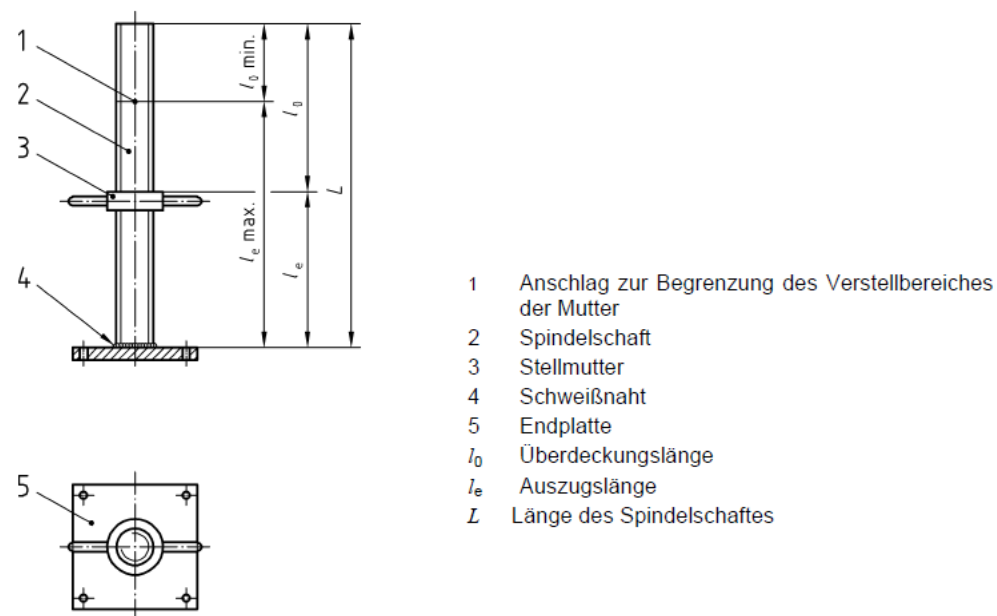 1
2
3
4
l₀ min.
lₑ max.
l₀
lₑ
L
5
1 Anschlag zur Begrenzung des Verstellbereiches
der Mutter
2 Spindelschaft
3 Stellmutter
4 Schweißnaht
5 Endplatte
l₀ Überdeckungslänge
lₑ Auszugslänge
L Länge des Spindelschaftes